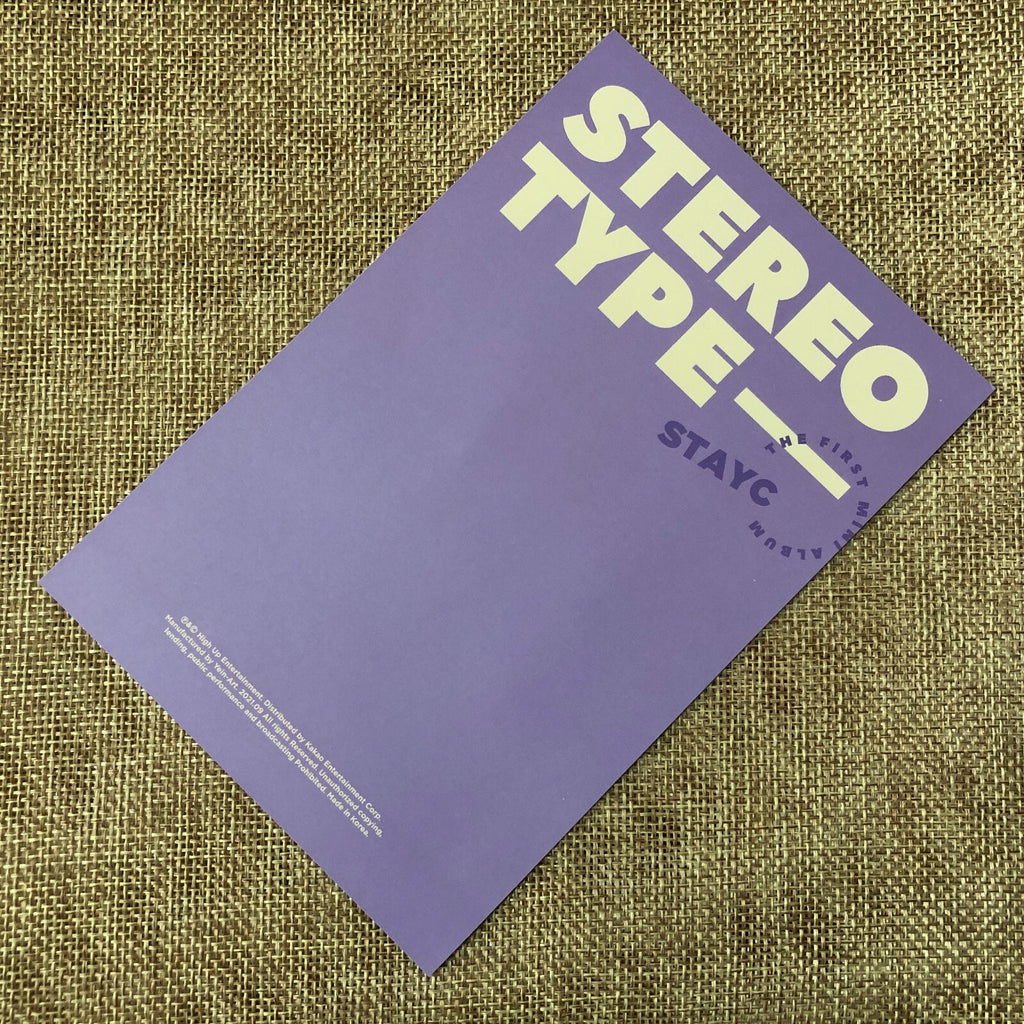 STEREO
TYPE
STAYC
THE FIRST MINI ALBUM
℗&© High Up Entertainment. Distributed by Kakao Entertainment Corp.
Manufactured by Yein-Art. 2021.09 All rights Reserved. Unauthorized copying,
lending, public performance and broadcasting Prohibited. Made in Korea.